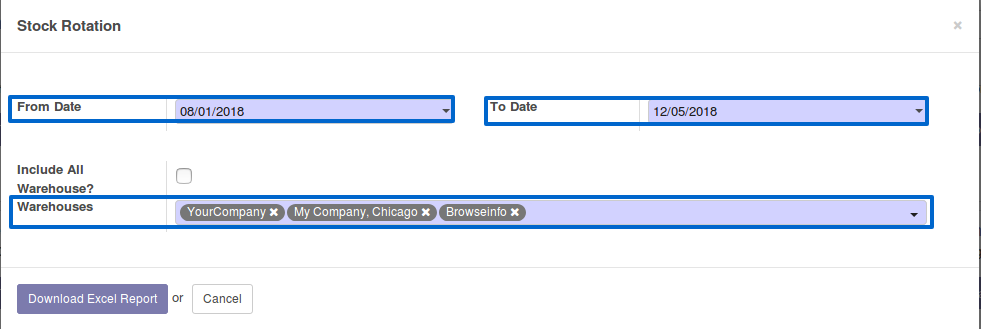 Stock Rotation ×
From Date 08/01/2018 To Date 12/05/2018
Include All
Warehouse?
Warehouses YourCompany × My Company, Chicago × BrowseInfo ×
Download Excel Report or Cancel